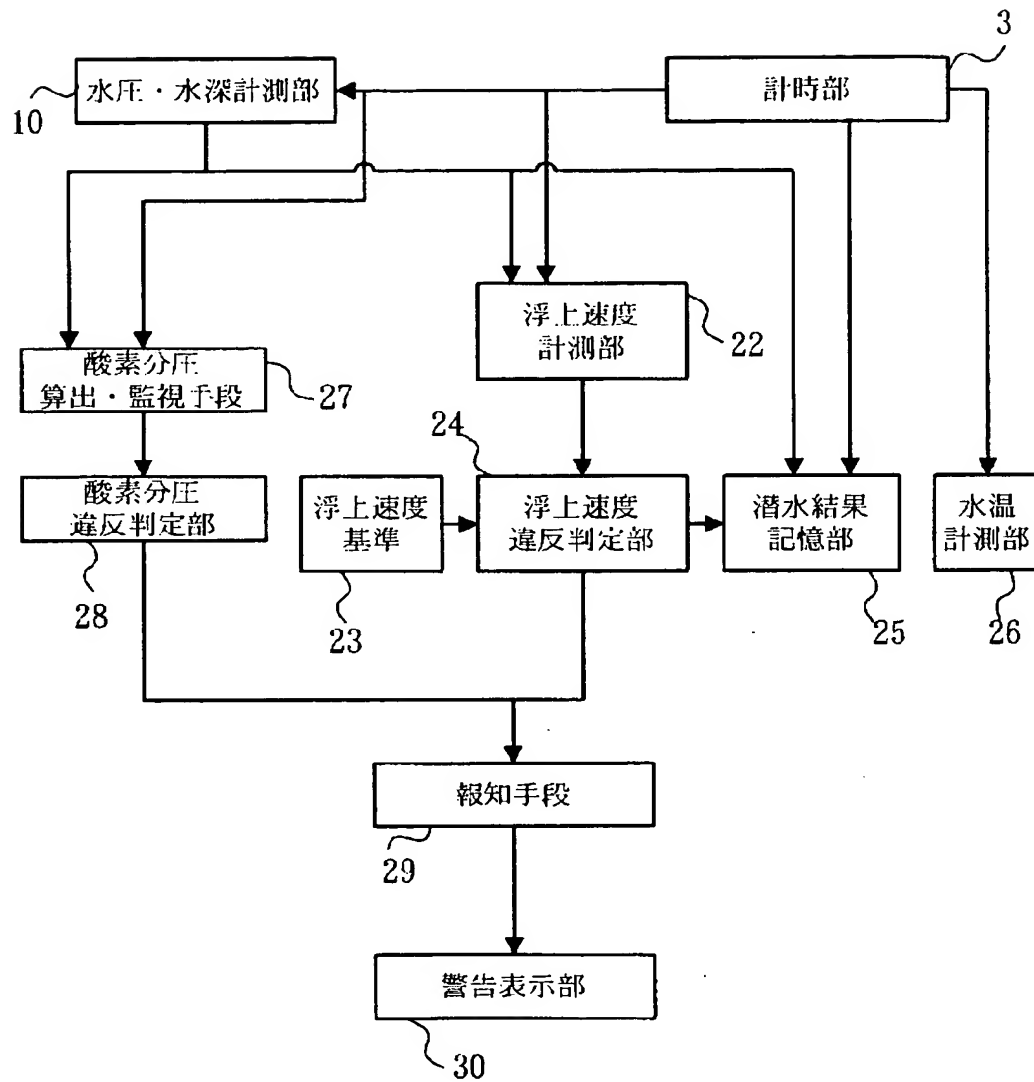 3
水圧・水深計測部
計時部
10
浮上速度
計測部
22
酸素分圧
算出・監視手段
27
24
酸素分圧
違反判定部
浮上速度
基準
浮上速度
違反判定部
潜水結果
記憶部
水温
計測部
28
23
25
26
報知手段
29
警告表示部
30